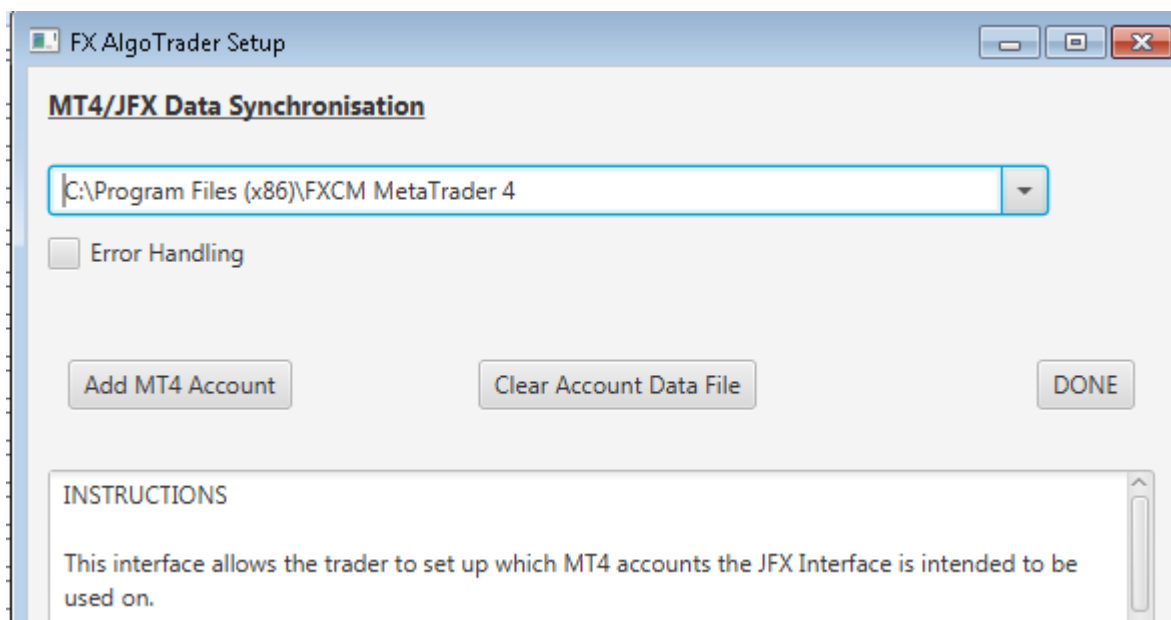 FX AlgoTrader Setup
MT4/JFX Data Synchronisation
C:\Program Files (x86)\FXCM MetaTrader 4
Error Handling
Add MT4 Account
Clear Account Data File
DONE
INSTRUCTIONS
This interface allows the trader to set up which MT4 accounts the JFX Interface is intended to be
used on.